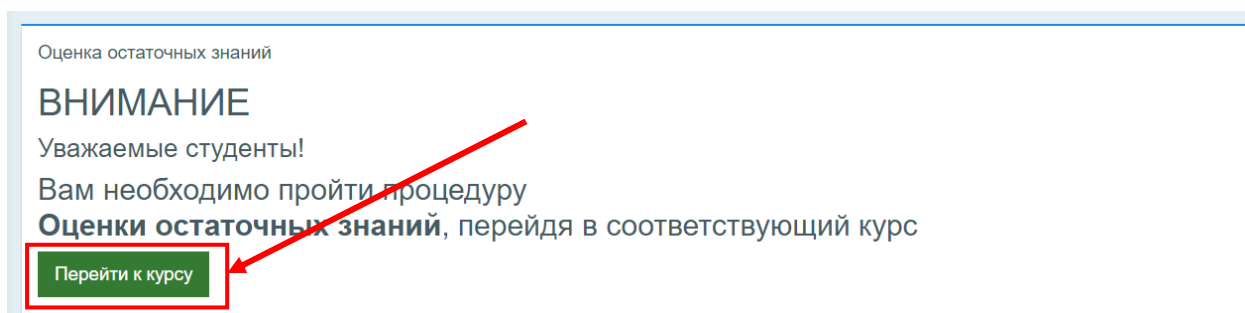 Оценка остаточных знаний
ВНИМАНИЕ
Уважаемые студенты!
Вам необходимо пройти процедуру
Оценки остаточных знаний, перейдя в соответствующий курс
Перейти к курсу